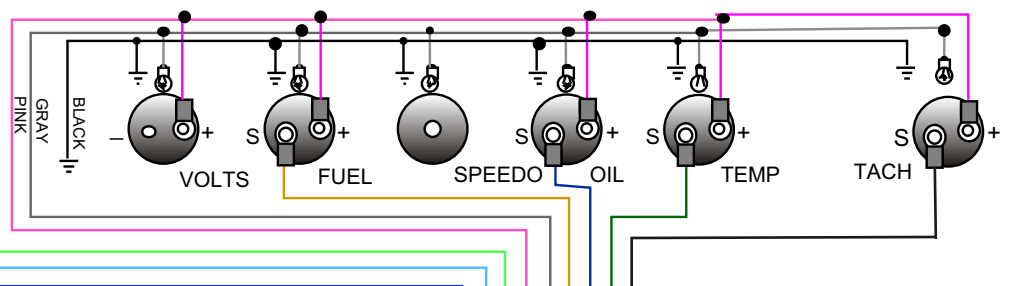 PINK
GRAY
BLACK
– +
VOLTS
S +
FUEL
SPEEDO
S +
OIL
S +
TEMP
S +
TACH